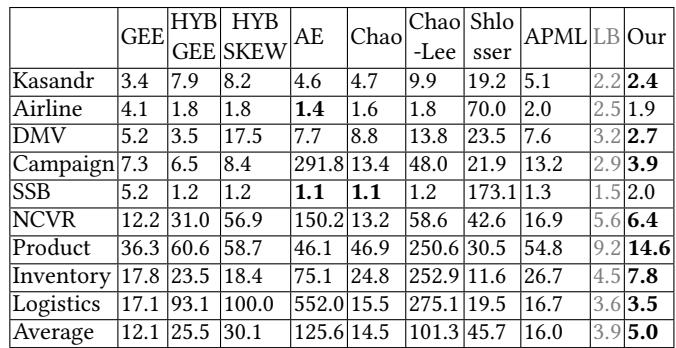 GEE HYB GEE HYB SKEW AE Chao Chao -Lee Shlo sser APML LB Our
Kasandr 3.4 7.9 8.2 4.6 4.7 9.9 19.2 5.1 2.2 2.4
Airline 4.1 1.8 1.8 1.4 1.6 1.8 70.0 2.0 2.5 1.9
DMV 5.2 3.5 17.5 7.7 8.8 13.8 23.5 7.6 3.2 2.7
Campaign 7.3 6.5 8.4 291.8 13.4 48.0 21.9 13.2 2.9 3.9
SSB 5.2 1.2 1.2 1.1 1.1 1.2 173.1 1.3 1.5 2.0
NCVR 12.2 31.0 56.9 150.2 13.2 58.6 42.6 16.9 5.6 6.4
Product 36.3 60.6 58.7 46.1 46.9 250.6 30.5 54.8 9.2 14.6
Inventory 17.8 23.5 18.4 75.1 24.8 252.9 11.6 26.7 4.5 7.8
Logistics 17.1 93.1 100.0 552.0 15.5 275.1 19.5 16.7 3.6 3.5
Average 12.1 25.5 30.1 125.6 14.5 101.3 45.7 16.0 3.9 5.0